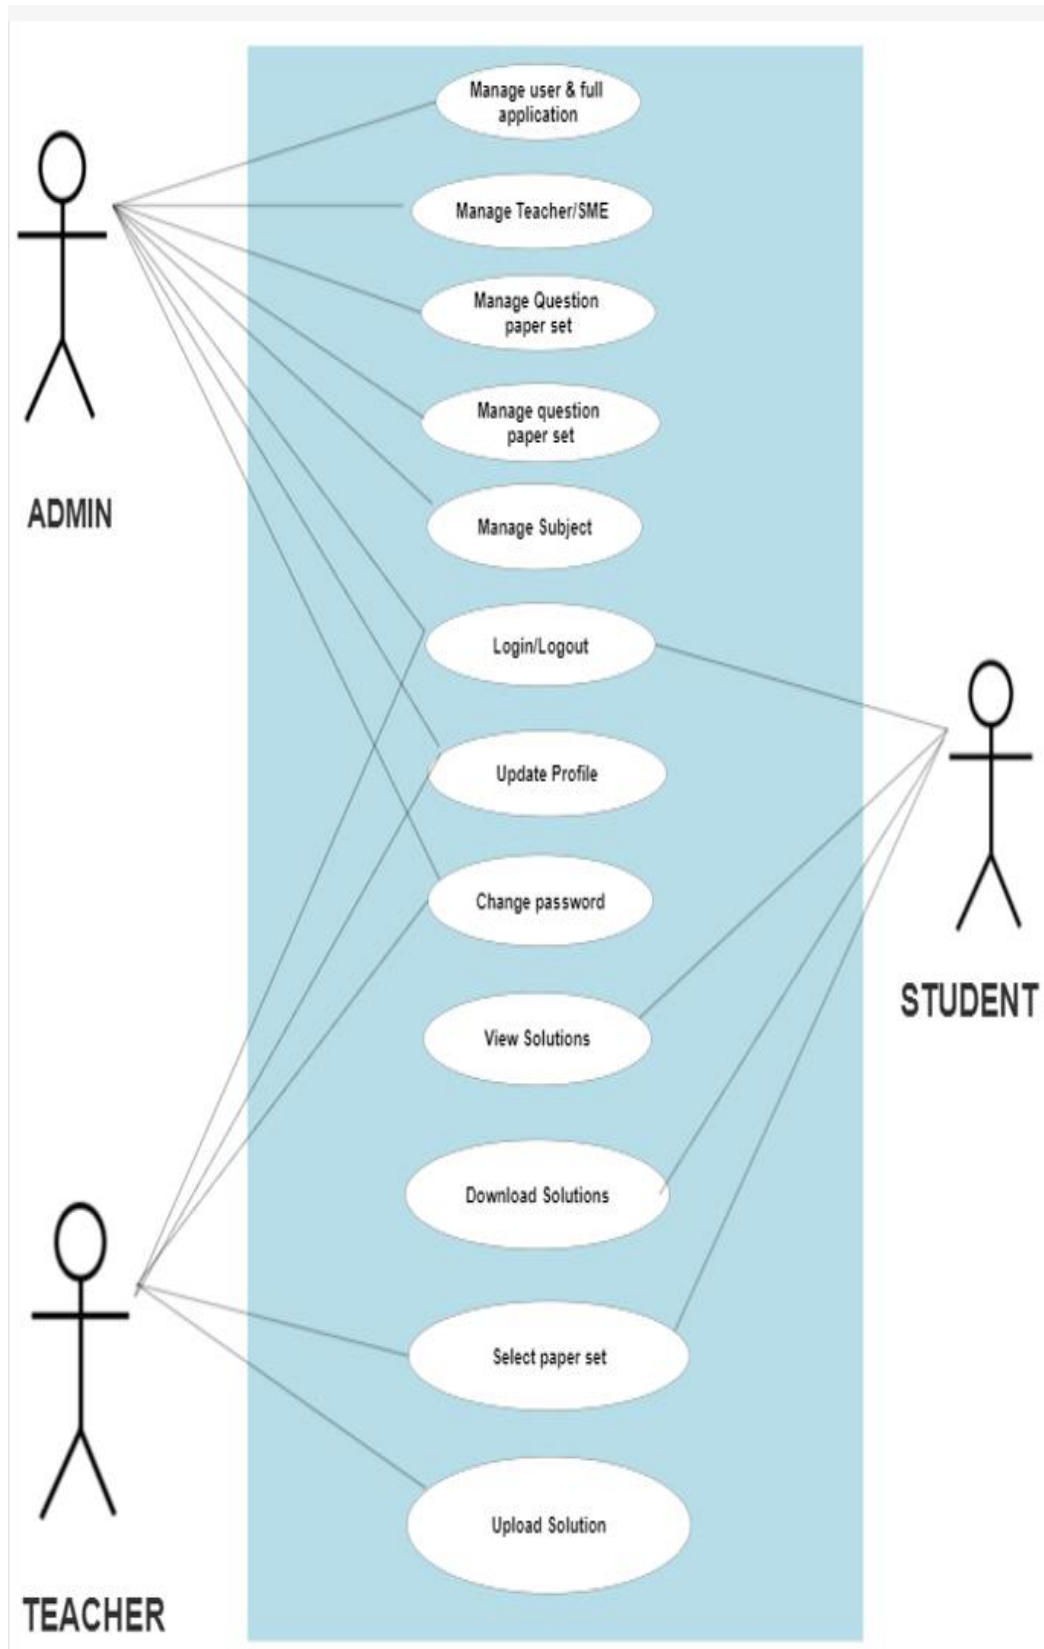 Manage user & full
application
Manage Teacher/SME
Manage Question
paper set
Manage question
paper set
ADMIN
Manage Subject
Login/Logout
Update Profile
Change password
STUDENT
View Solutions
Download Solutions
Select paper set
Upload Solution
TEACHER